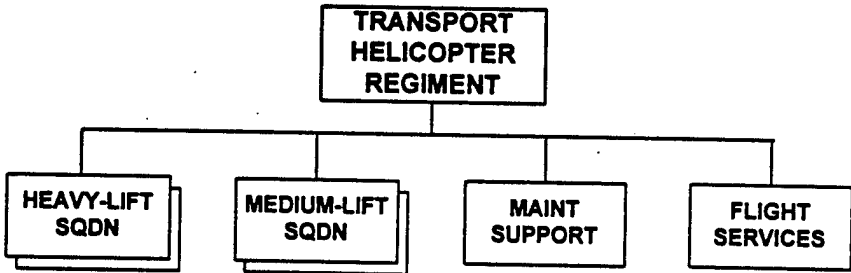 TRANSPORT
HELICOPTER
REGIMENT
HEAVY-LIFT
SQDN
MEDIUM-LIFT
SQDN
MAINT
SUPPORT
FLIGHT
SERVICES